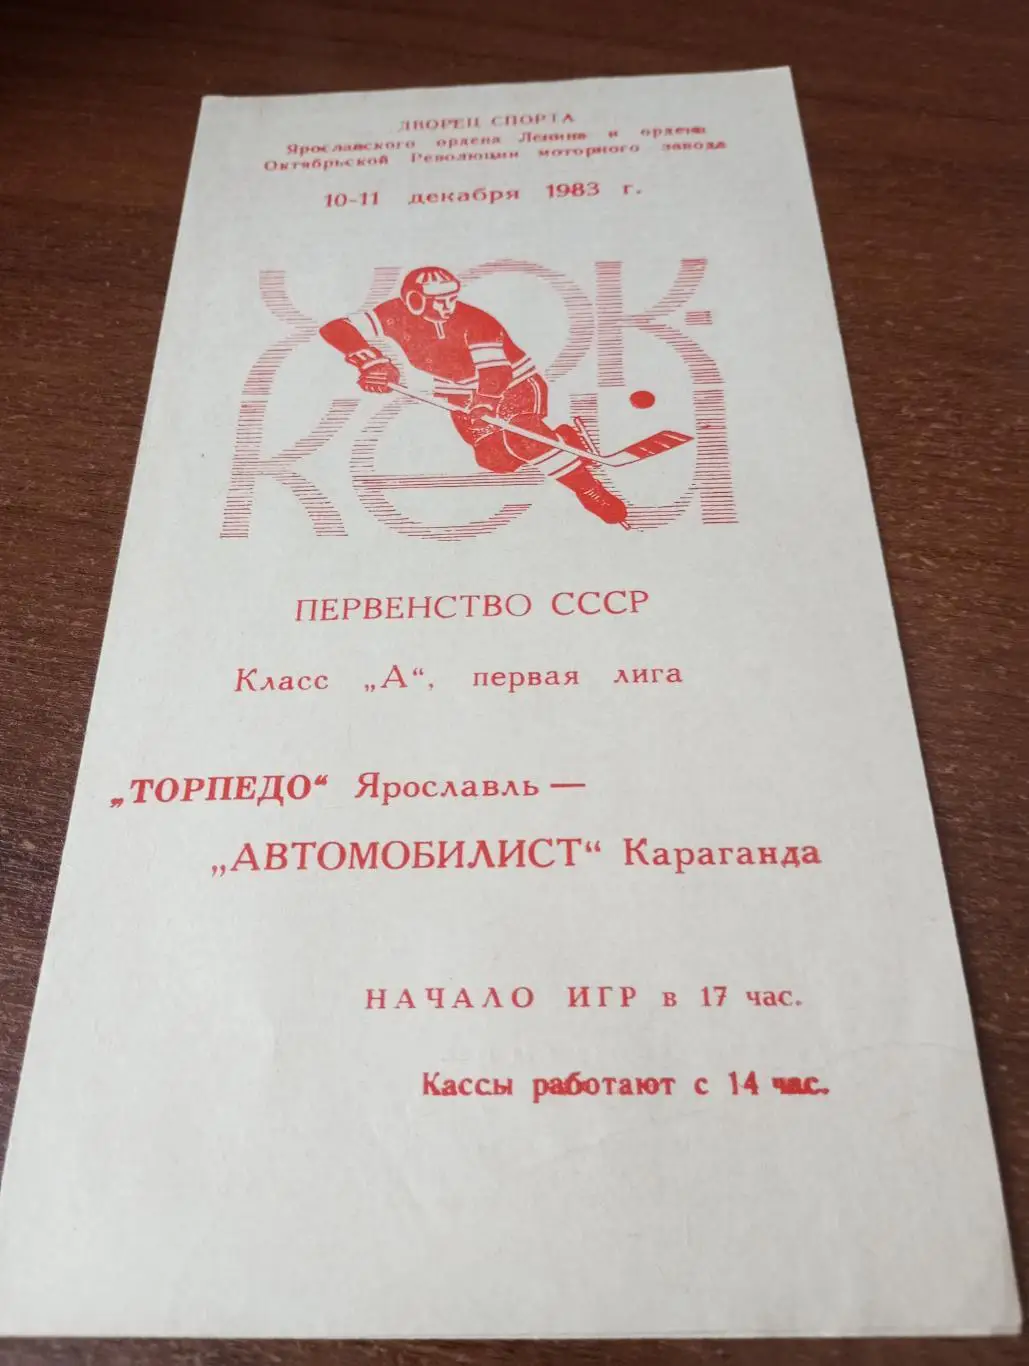 ДВОРЕЦ СПОРТА
Ярославского ордена Ленина и ордена
Октябрьской Революции моторного завода
10-11 декабря 1983 г.
ХОК-
КЕЙ
ПЕРВЕНСТВО СССР
Класс „А“, первая лига
„ТОРПЕДО“ Ярославль —
„АВТОМОБИЛИСТ“ Караганда
НАЧАЛО ИГР в 17 час.
Кассы работают с 14 час.